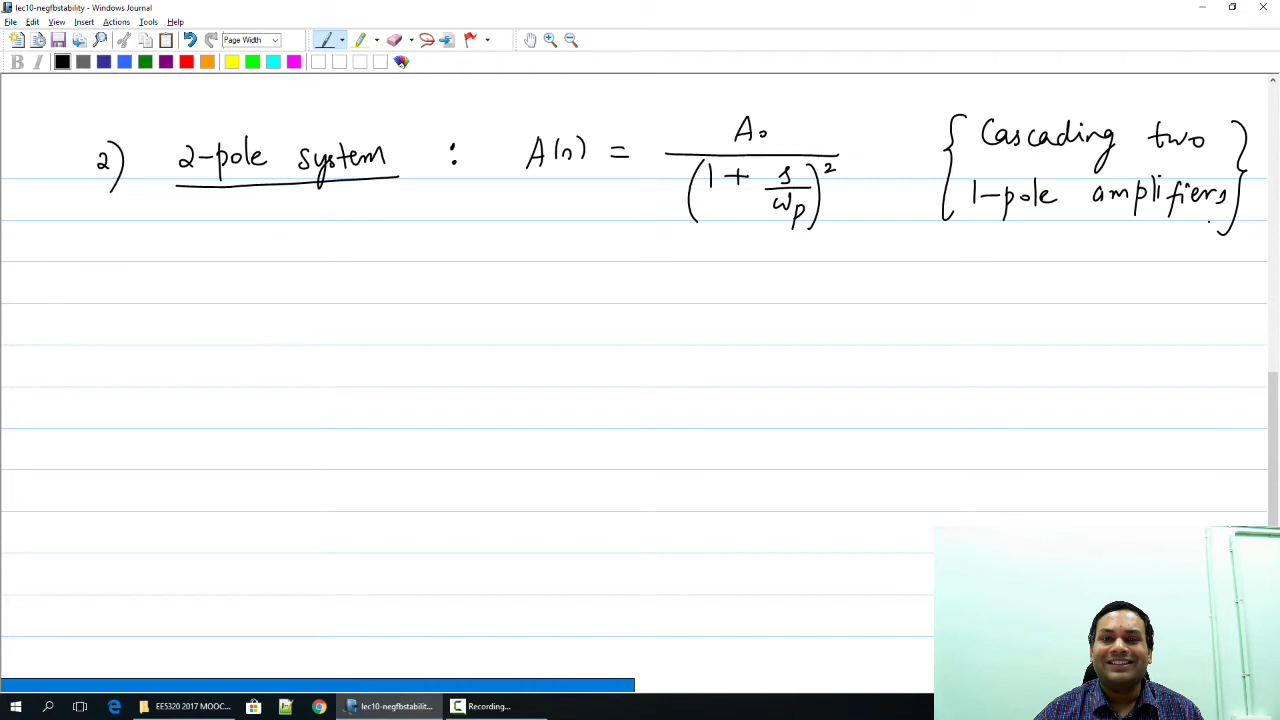 lec10-negfbstability - Windows Journal
File Edit View Insert Actions Tools Help
Page Width
B I
2) 2-pole system : A(s) = A₀ / (1 + s/ωp)²
{ Cascading two
1-pole amplifiers }
EE5320 2017 MOOC... lec10-negfbstabilit... Recording...